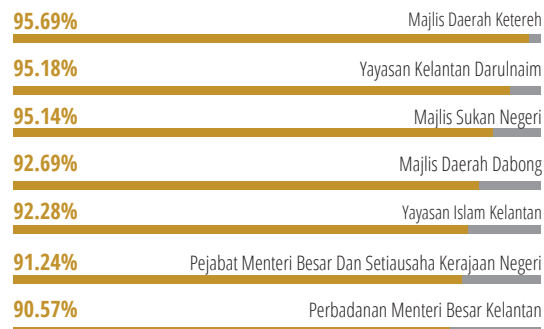 95.69% Majlis Daerah Ketereh
95.18% Yayasan Kelantan Darulnaim
95.14% Majlis Sukan Negeri
92.69% Majlis Daerah Dabong
92.28% Yayasan Islam Kelantan
91.24% Pejabat Menteri Besar Dan Setiausaha Kerajaan Negeri
90.57% Perbadanan Menteri Besar Kelantan